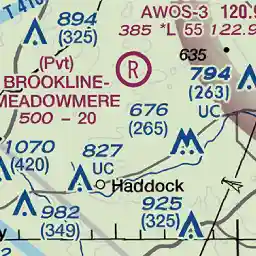 T 416
894
(325)
AWOS-3 120.9
385 *L 55 122.9
635
(Pvt)
R
BROOKLINE-
MEADOWMERE
500 - 20
794
(263)
UC
676
(265)
1070
(420)
827
UC
Haddock
982
(349)
925
(325)